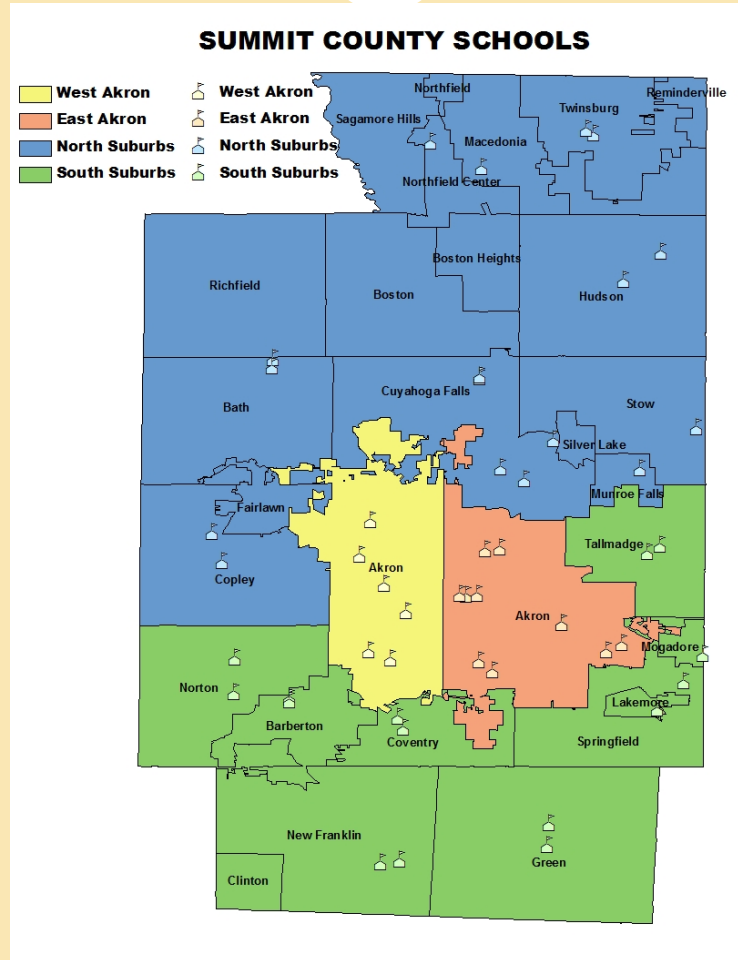 SUMMIT COUNTY SCHOOLS
West Akron
West Akron
East Akron
East Akron
North Suburbs
North Suburbs
South Suburbs
South Suburbs
Northfield
Reminderville
Twinsburg
Sagamore Hills
Macedonia
Northfield Center
Boston Heights
Richfield
Boston
Hudson
Cuyahoga Falls
Bath
Stow
Silver Lake
Munroe Falls
Fairlawn
Tallmadge
Akron
Copley
Akron
Mogadore
Norton
Lakemore
Barberton
Coventry
Springfield
New Franklin
Green
Clinton